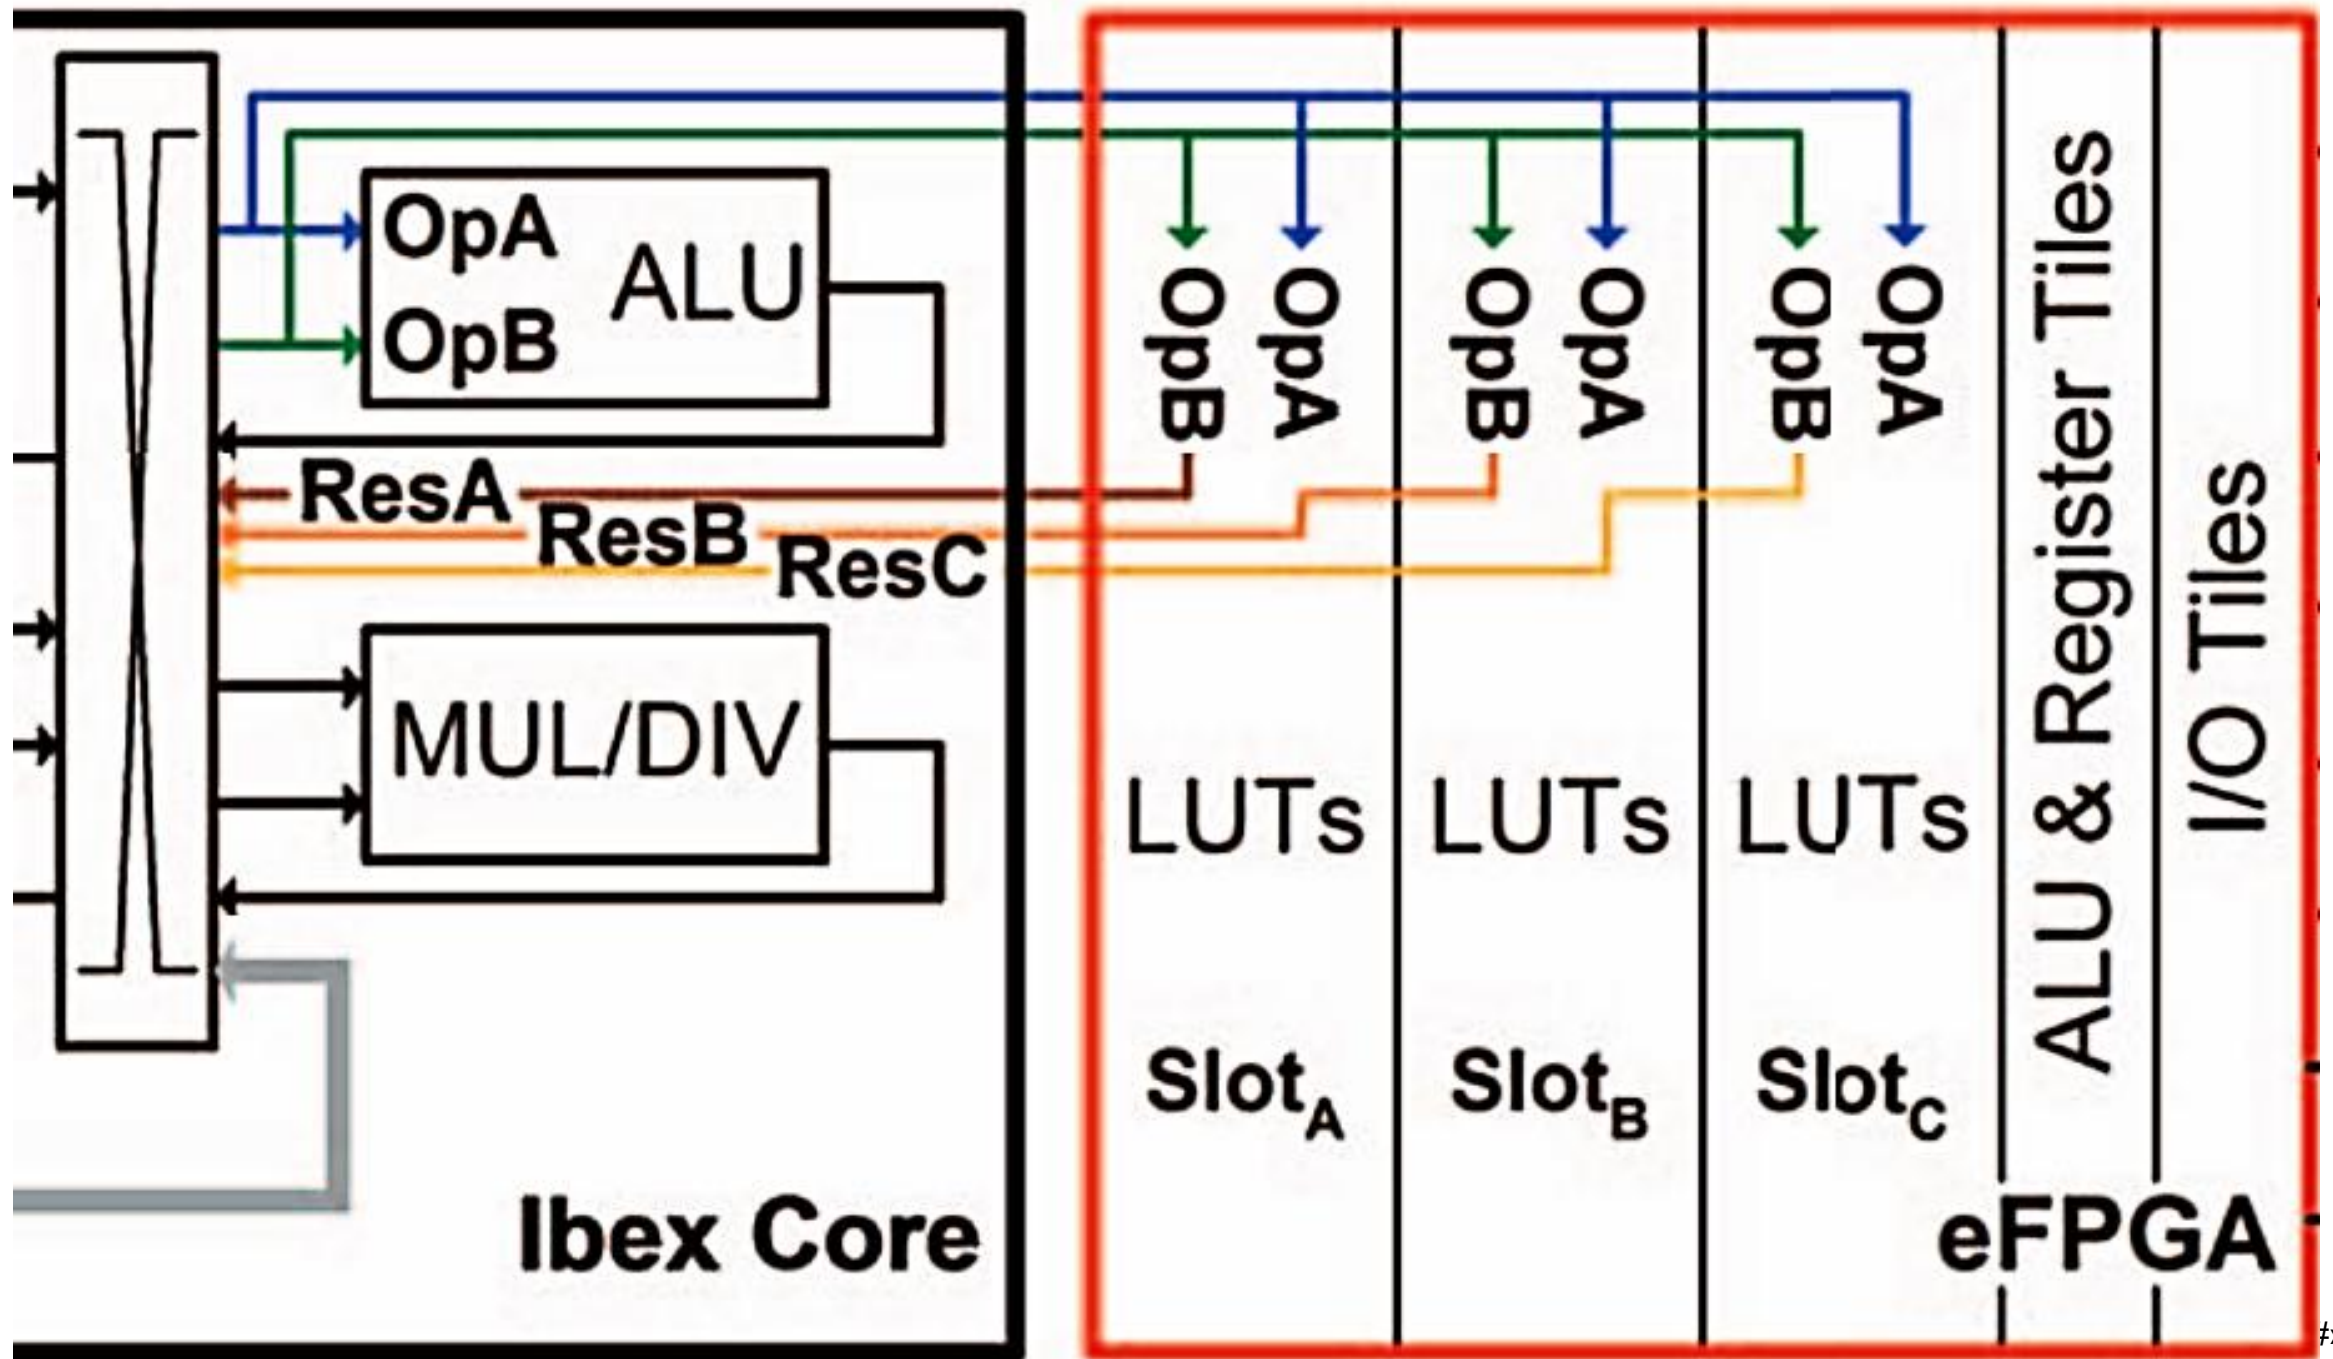 OpA
ALU
OpB
ResA
ResB
ResC
MUL/DIV
Ibex Core
OpB
OpA
OpB
OpA
OpB
OpA
LUTs
LUTs
LUTs
SlotA
SlotB
SlotC
ALU & Register Tiles
I/O Tiles
eFPGA